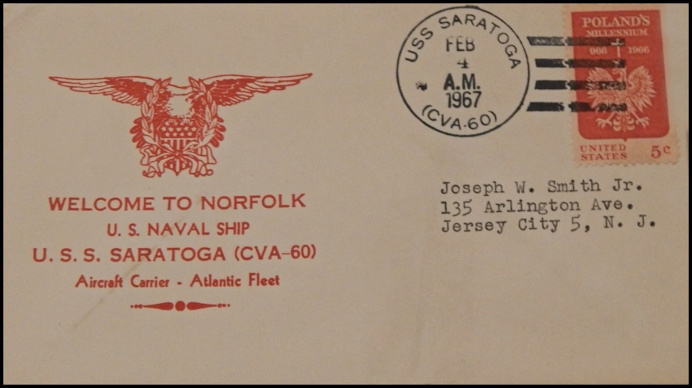 USS SARATOGA
FEB
4
A.M.
1967
(CVA-60)
POLAND'S
MILLENNIUM
966 1966
UNITED
STATES 5c
WELCOME TO NORFOLK
U. S. NAVAL SHIP
U. S. S. SARATOGA (CVA-60)
Aircraft Carrier - Atlantic Fleet
Joseph W. Smith Jr.
135 Arlington Ave.
Jersey City 5, N. J.